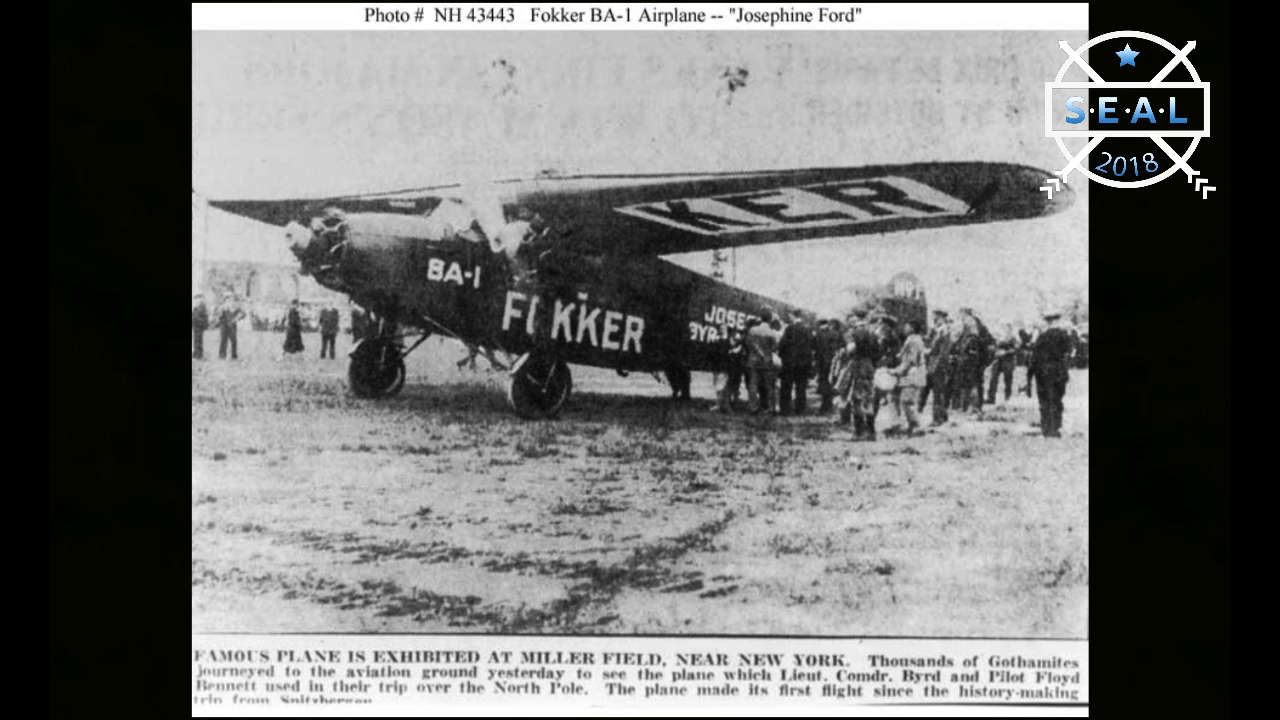 Photo # NH 43443 Fokker BA-1 Airplane -- "Josephine Ford"
S·E·A·L
2018
KER
BA-1
FOKKER
FAMOUS PLANE IS EXHIBITED AT MILLER FIELD, NEAR NEW YORK. Thousands of Gothamites
journeyed to the aviation ground yesterday to see the plane which Lieut. Comdr. Byrd and Pilot Floyd
Bennett used in their trip over the North Pole. The plane made its first flight since the history-making
trip from Spitzbergen